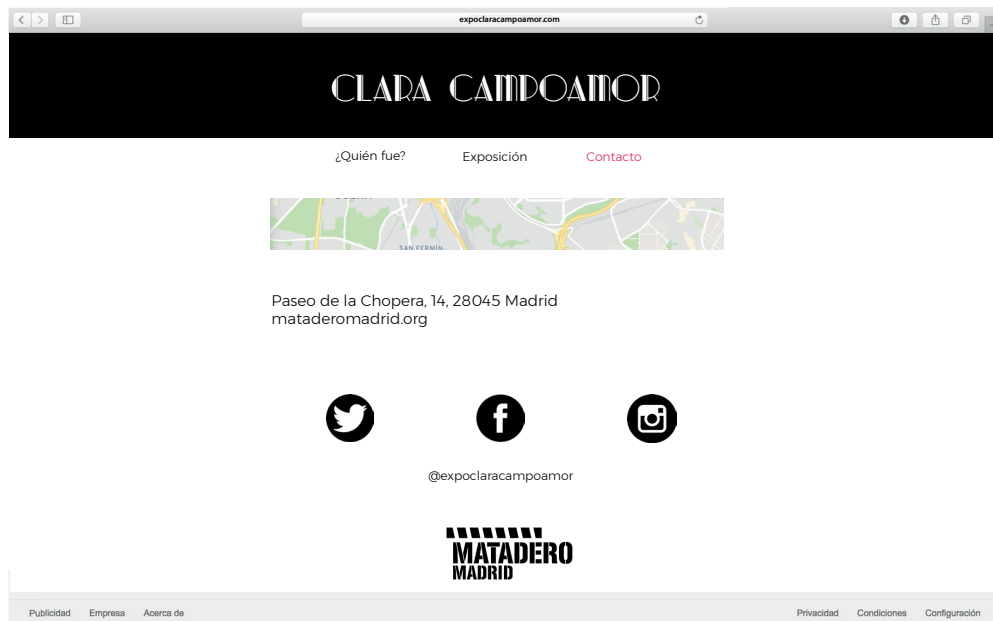 expoclaracampoamor.com
CLARA CAMPOAMOR
¿Quién fue? Exposición Contacto
SAN FERMÍN
Paseo de la Chopera, 14, 28045 Madrid
mataderomadrid.org
@expoclaracampoamor
MATADERO
MADRID
Publicidad Empresa Acerca de Privacidad Condiciones Configuración